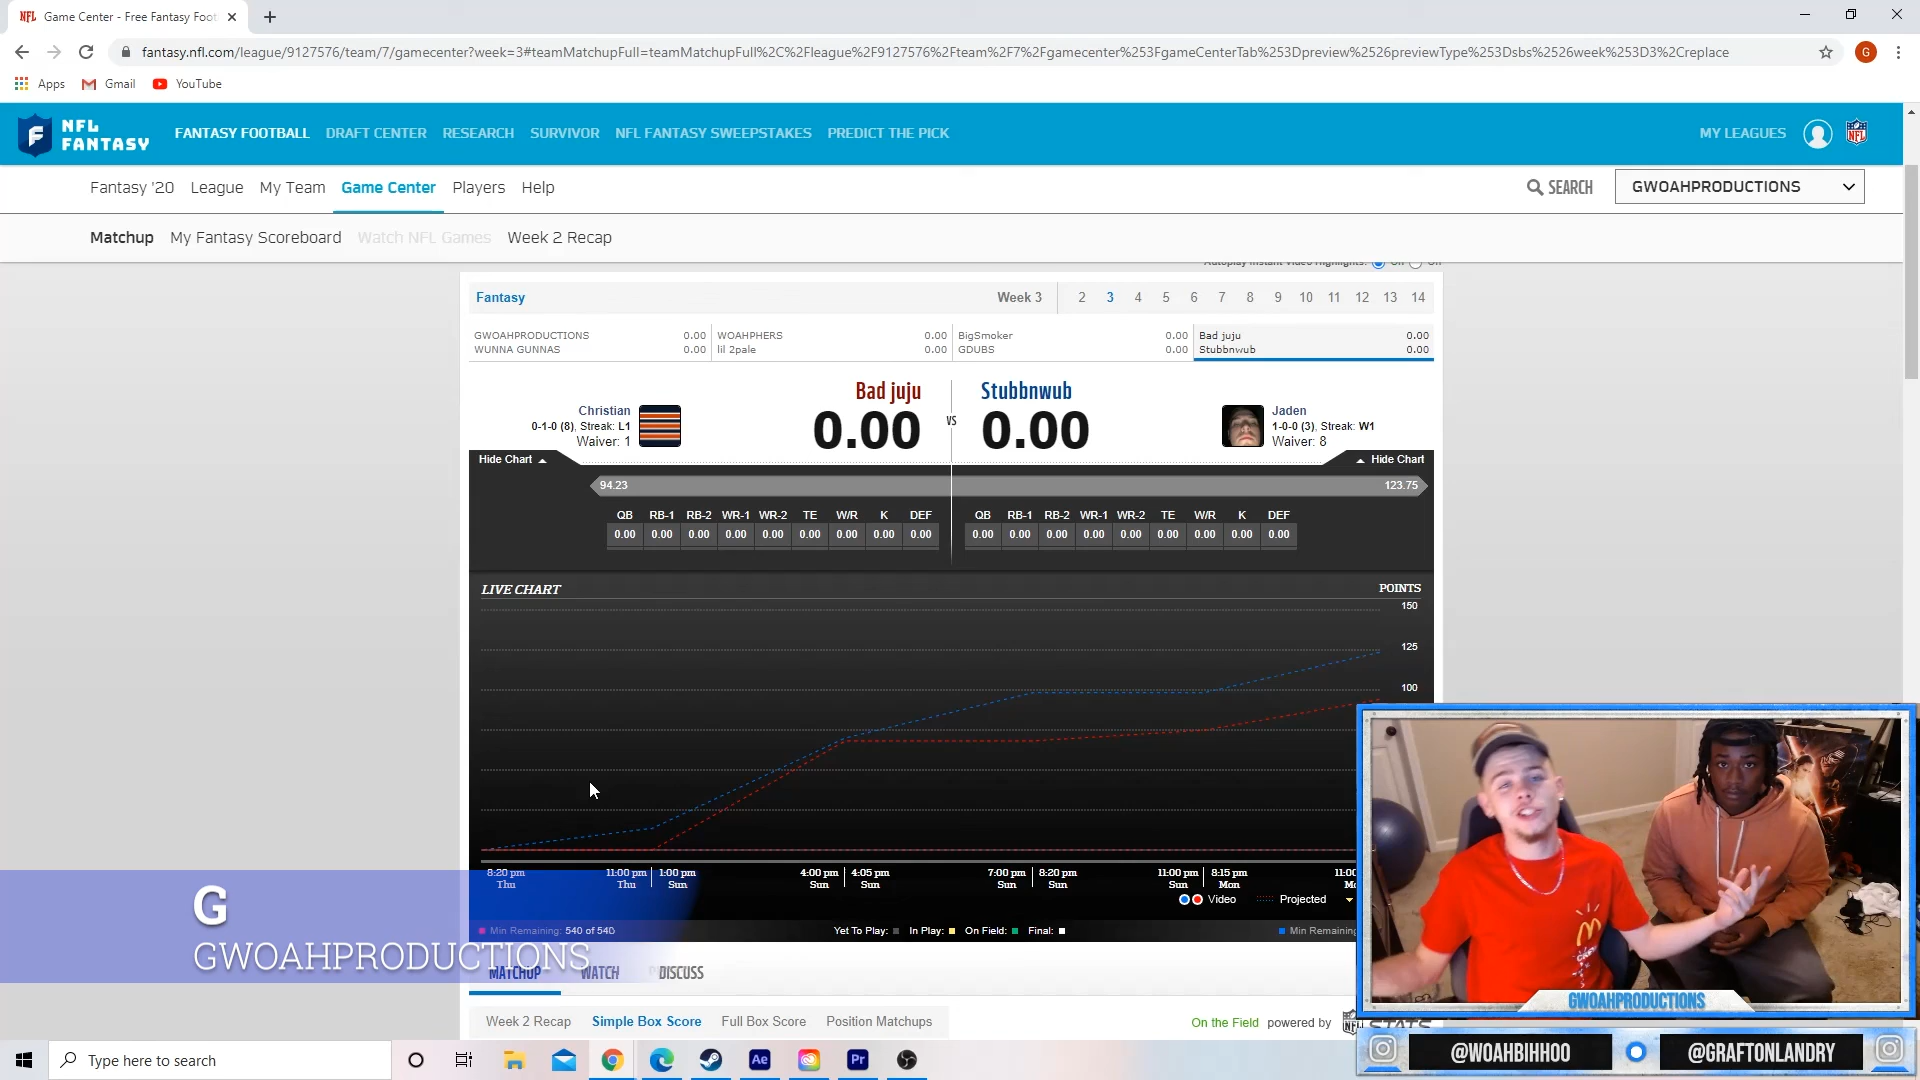 NFL Game Center - Free Fantasy Foot
fantasy.nfl.com/league/9127576/team/7/gamecenter?week=3#teamMatchupFull=teamMatchupFull%2C%2Fleague%2F9127576%2Fteam%2F7%2Fgamecenter%253FgameCenterTab%253Dpreview%2526previewType%253Dsbs%2526week%253D3%2Creplace
G
Apps Gmail YouTube
NFL FANTASY
FANTASY FOOTBALL DRAFT CENTER RESEARCH SURVIVOR NFL FANTASY SWEEPSTAKES PREDICT THE PICK MY LEAGUES NFL
Fantasy '20 League My Team Game Center Players Help SEARCH GWOAHPRODUCTIONS
Matchup My Fantasy Scoreboard Watch NFL Games Week 2 Recap
Autoplay Instant Video Highlights:
Fantasy Week 3 2 3 4 5 6 7 8 9 10 11 12 13 14
GWOAHPRODUCTIONS 0.00 WOAHPHERS 0.00 BigSmoker 0.00 Bad juju 0.00
WUNNA GUNNAS 0.00 lil 2pale 0.00 GDUBS 0.00 Stubbnwub 0.00
Bad juju Stubbnwub
Christian 0.00 VS 0.00 Jaden
0-1-0 (8), Streak: L1 1-0-0 (3), Streak: W1
Waiver: 1 Waiver: 8
Hide Chart Hide Chart
94.23 123.75
QB RB-1 RB-2 WR-1 WR-2 TE W/R K DEF QB RB-1 RB-2 WR-1 WR-2 TE W/R K DEF
0.00 0.00 0.00 0.00 0.00 0.00 0.00 0.00 0.00 0.00 0.00 0.00 0.00 0.00 0.00 0.00 0.00 0.00
LIVE CHART POINTS
150
125
100
8:20 pm 11:00 pm 1:00 pm 4:00 pm 4:05 pm 7:00 pm 8:20 pm 11:00 pm 8:15 pm 11:00
Thu Thu Sun Sun Sun Sun Sun Sun Mon
Video Projected
Min Remaining: 540 of 540 Yet To Play: In Play: On Field: Final: Min Remaining
G
GWOAHPRODUCTIONS
MATCHUP WATCH DISCUSS
Week 2 Recap Simple Box Score Full Box Score Position Matchups On the Field powered by NFL STATS
GWOAHPRODUCTIONS
@WOAHBIHHOO @GRAFTONLANDRY
Type here to search Ae Pr